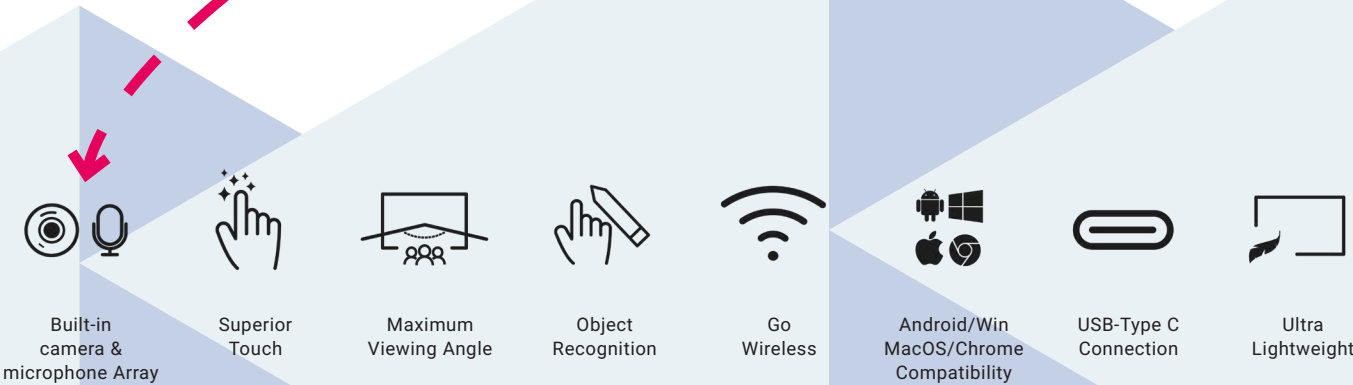 Built-in
camera &
microphone Array
Superior
Touch
Maximum
Viewing Angle
Object
Recognition
Go
Wireless
Android/Win
MacOS/Chrome
Compatibility
USB-Type C
Connection
Ultra
Lightweight